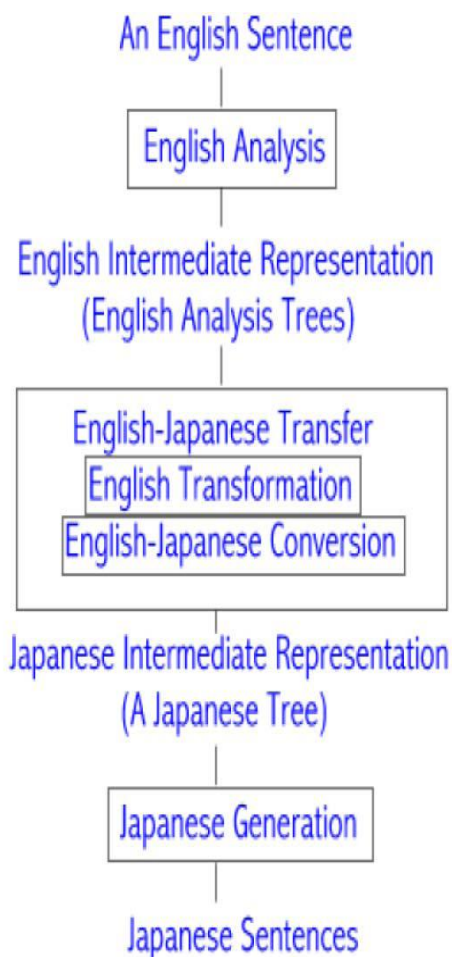 An English Sentence
English Analysis
English Intermediate Representation
(English Analysis Trees)
English-Japanese Transfer
English Transformation
English-Japanese Conversion
Japanese Intermediate Representation
(A Japanese Tree)
Japanese Generation
Japanese Sentences